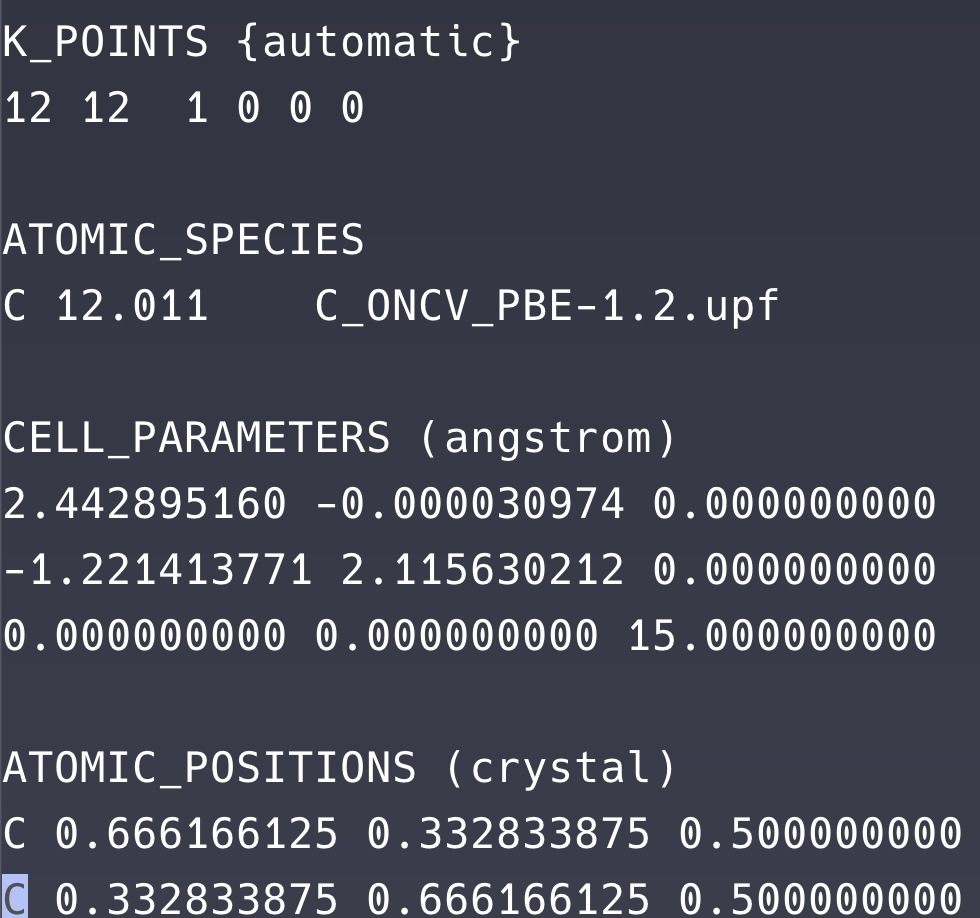 K_POINTS {automatic}
12 12  1 0 0 0
ATOMIC_SPECIES
C 12.011    C_ONCV_PBE-1.2.upf
CELL_PARAMETERS (angstrom)
2.442895160 -0.000030974 0.000000000
-1.221413771 2.115630212 0.000000000
0.000000000 0.000000000 15.000000000
ATOMIC_POSITIONS (crystal)
C 0.666166125 0.332833875 0.500000000
C 0.332833875 0.666166125 0.500000000